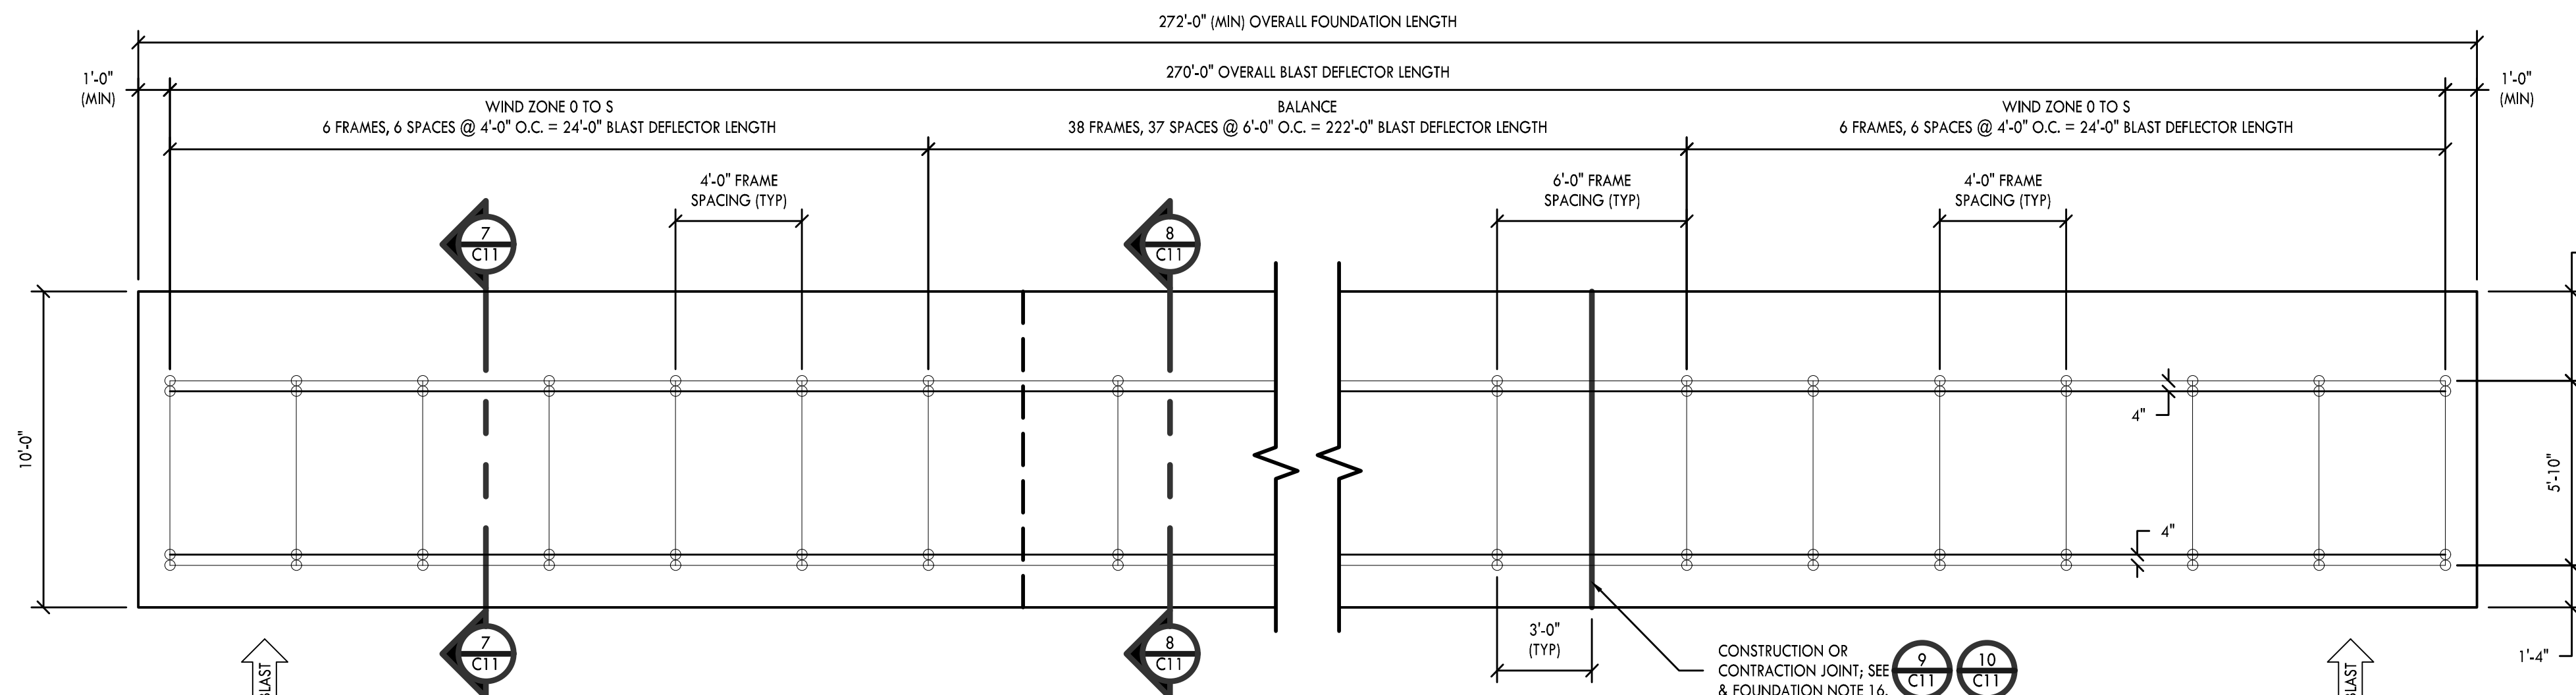 272'-0" (MIN) OVERALL FOUNDATION LENGTH
1'-0"
(MIN)
270'-0" OVERALL BLAST DEFLECTOR LENGTH
1'-0"
(MIN)
WIND ZONE 0 TO S
6 FRAMES, 6 SPACES @ 4'-0" O.C. = 24'-0" BLAST DEFLECTOR LENGTH
BALANCE
38 FRAMES, 37 SPACES @ 6'-0" O.C. = 222'-0" BLAST DEFLECTOR LENGTH
WIND ZONE 0 TO S
6 FRAMES, 6 SPACES @ 4'-0" O.C. = 24'-0" BLAST DEFLECTOR LENGTH
4'-0" FRAME
SPACING (TYP)
6'-0" FRAME
SPACING (TYP)
4'-0" FRAME
SPACING (TYP)
7
C11
8
C11
10'-0"
4"
4"
5'-10"
7
C11
8
C11
3'-0"
(TYP)
CONSTRUCTION OR
CONTRACTION JOINT; SEE
& FOUNDATION NOTE 16.
9
C11
10
C11
1'-4"
BLAST
BLAST